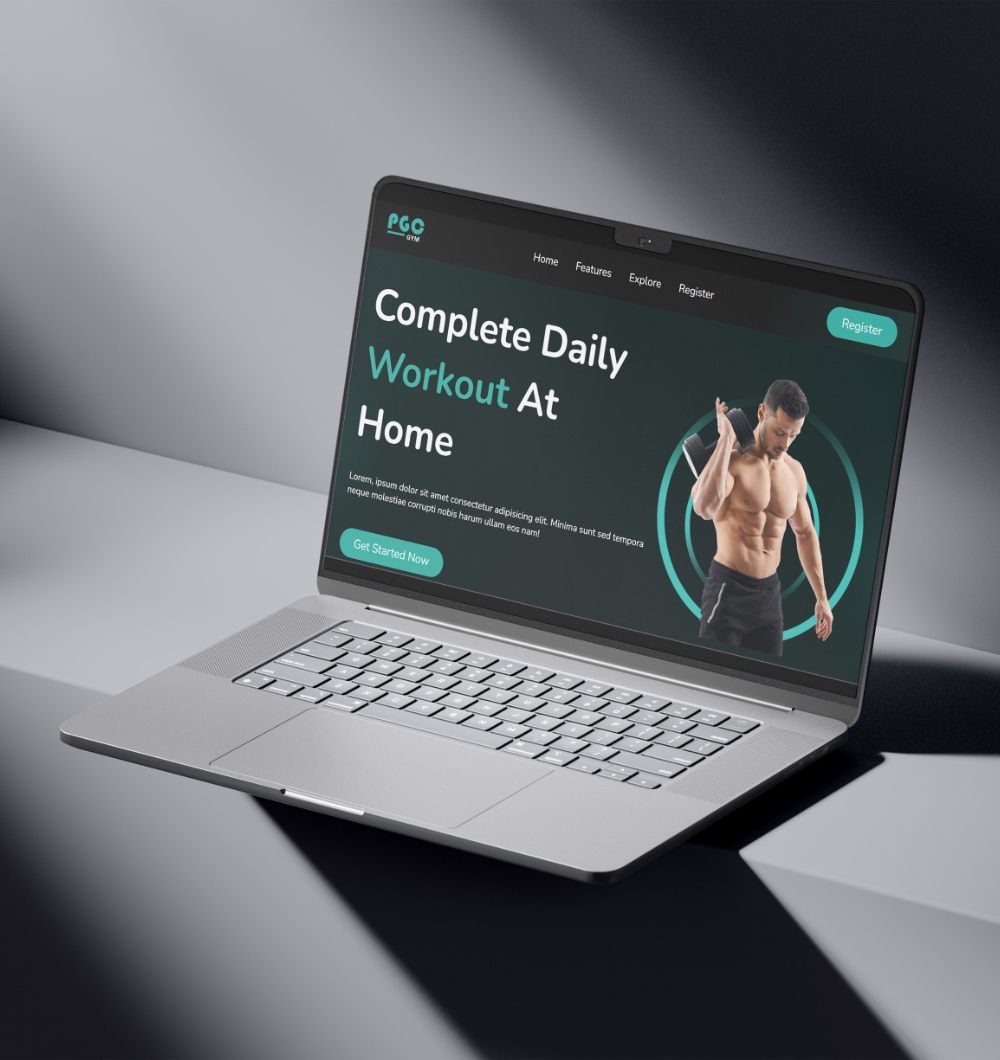 PGC
GYM
Home Features Explore Register
Register
Complete Daily
Workout At
Home
Lorem, ipsum dolor sit amet consectetur adipisicing elit. Minima sunt sed tempora
neque molestiae corrupti nobis harum ullam eos nam!
Get Started Now